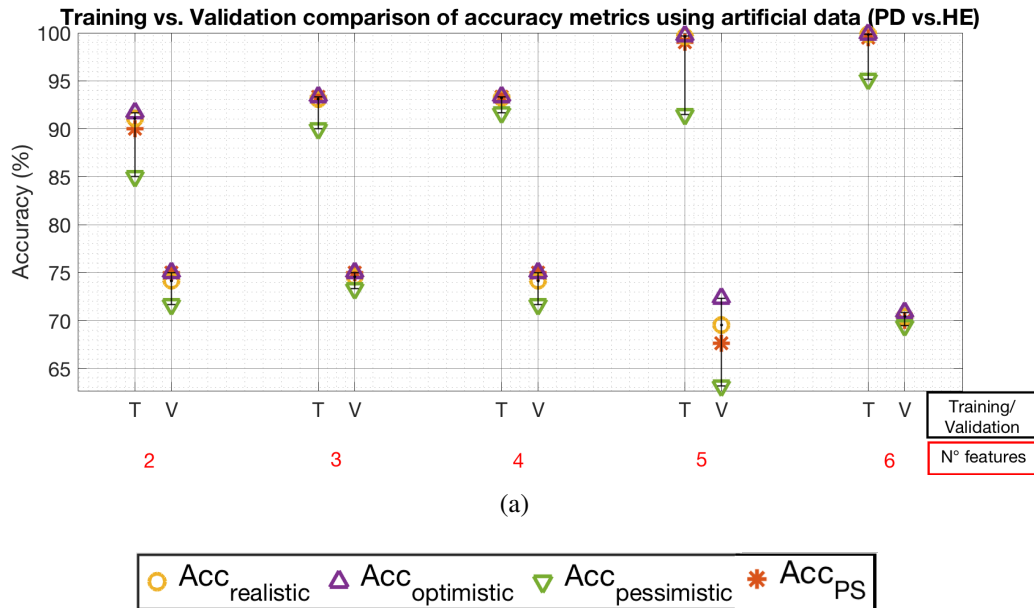 Training vs. Validation comparison of accuracy metrics using artificial data (PD vs.HE)
100
95
90
85
80
75
70
65
Accuracy (%)
T V T V T V T V T V
Training/
Validation
2 3 4 5 6
N° features
(a)
Acc realistic Acc optimistic Acc pessimistic Acc PS